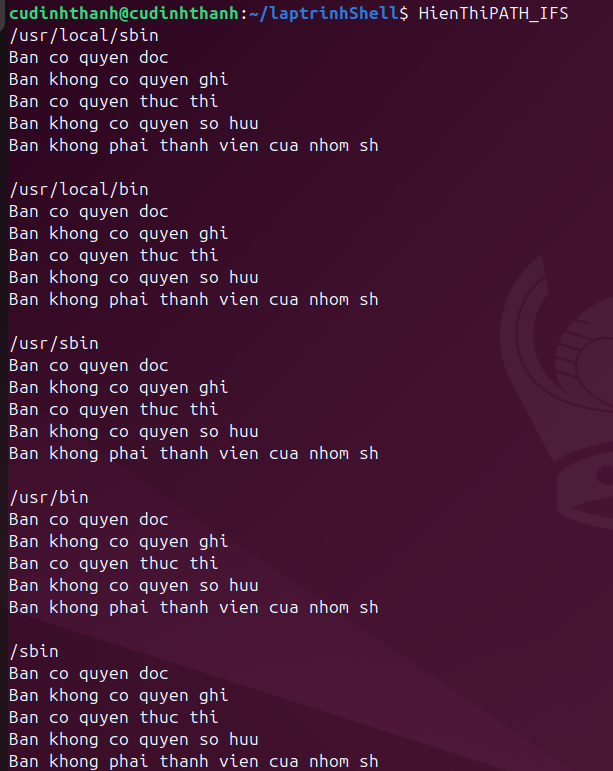 cudinhthanh@cudinhthanh:~/laptrinhShell$ HienThiPATH_IFS
/usr/local/sbin
Ban co quyen doc
Ban khong co quyen ghi
Ban co quyen thuc thi
Ban khong co quyen so huu
Ban khong phai thanh vien cua nhom sh
/usr/local/bin
Ban co quyen doc
Ban khong co quyen ghi
Ban co quyen thuc thi
Ban khong co quyen so huu
Ban khong phai thanh vien cua nhom sh
/usr/sbin
Ban co quyen doc
Ban khong co quyen ghi
Ban co quyen thuc thi
Ban khong co quyen so huu
Ban khong phai thanh vien cua nhom sh
/usr/bin
Ban co quyen doc
Ban khong co quyen ghi
Ban co quyen thuc thi
Ban khong co quyen so huu
Ban khong phai thanh vien cua nhom sh
/sbin
Ban co quyen doc
Ban khong co quyen ghi
Ban co quyen thuc thi
Ban khong co quyen so huu
Ban khong phai thanh vien cua nhom sh